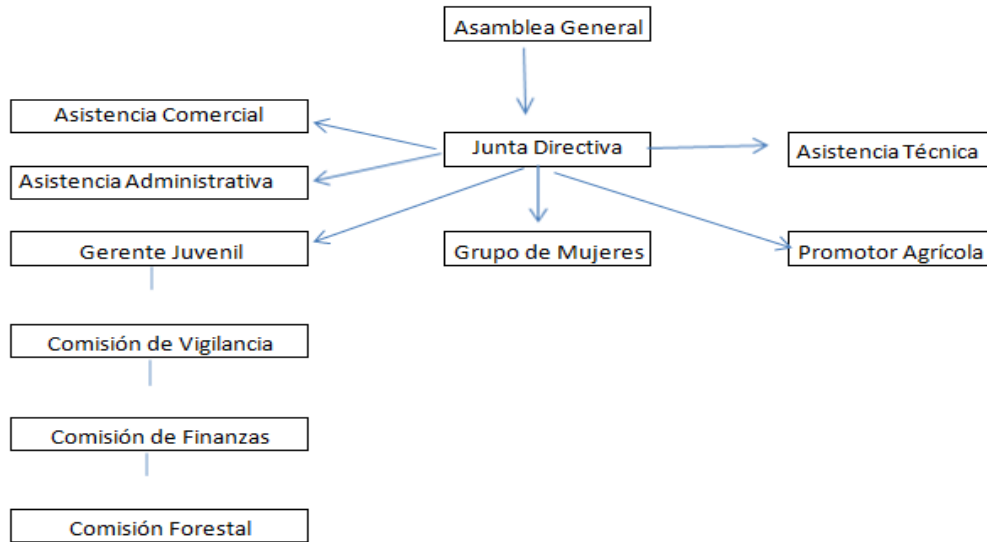 Asamblea General
Asistencia Comercial
Junta Directiva
Asistencia Técnica
Asistencia Administrativa
Gerente Juvenil
Grupo de Mujeres
Promotor Agrícola
Comisión de Vigilancia
Comisión de Finanzas
Comisión Forestal